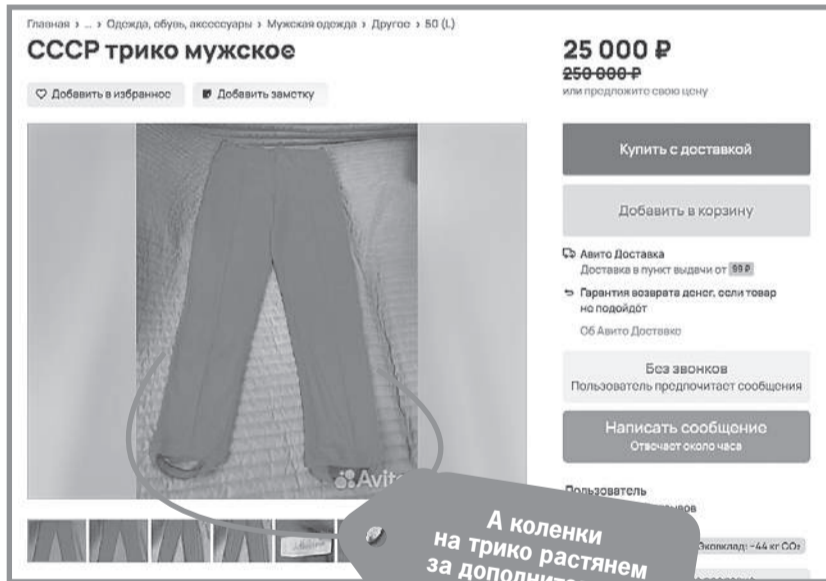 Главная › ... › Одежда, обувь, аксессуары › Мужская одежда › Другое › 50 (L)
СССР трико мужское
Добавить в избранное
Добавить заметку
25 000 ₽
250 000 ₽
или предложите свою цену
Купить с доставкой
Добавить в корзину
Авито Доставка
Доставка в пункт выдачи от 99 ₽
Гарантия возврата денег, если товар
не подойдёт
Об Авито Доставке
Без звонков
Пользователь предпочитает сообщения
Написать сообщение
Отвечает около часа
Avito
Пользователь
−44 кг CO₂
А коленки
на трико растянем
за